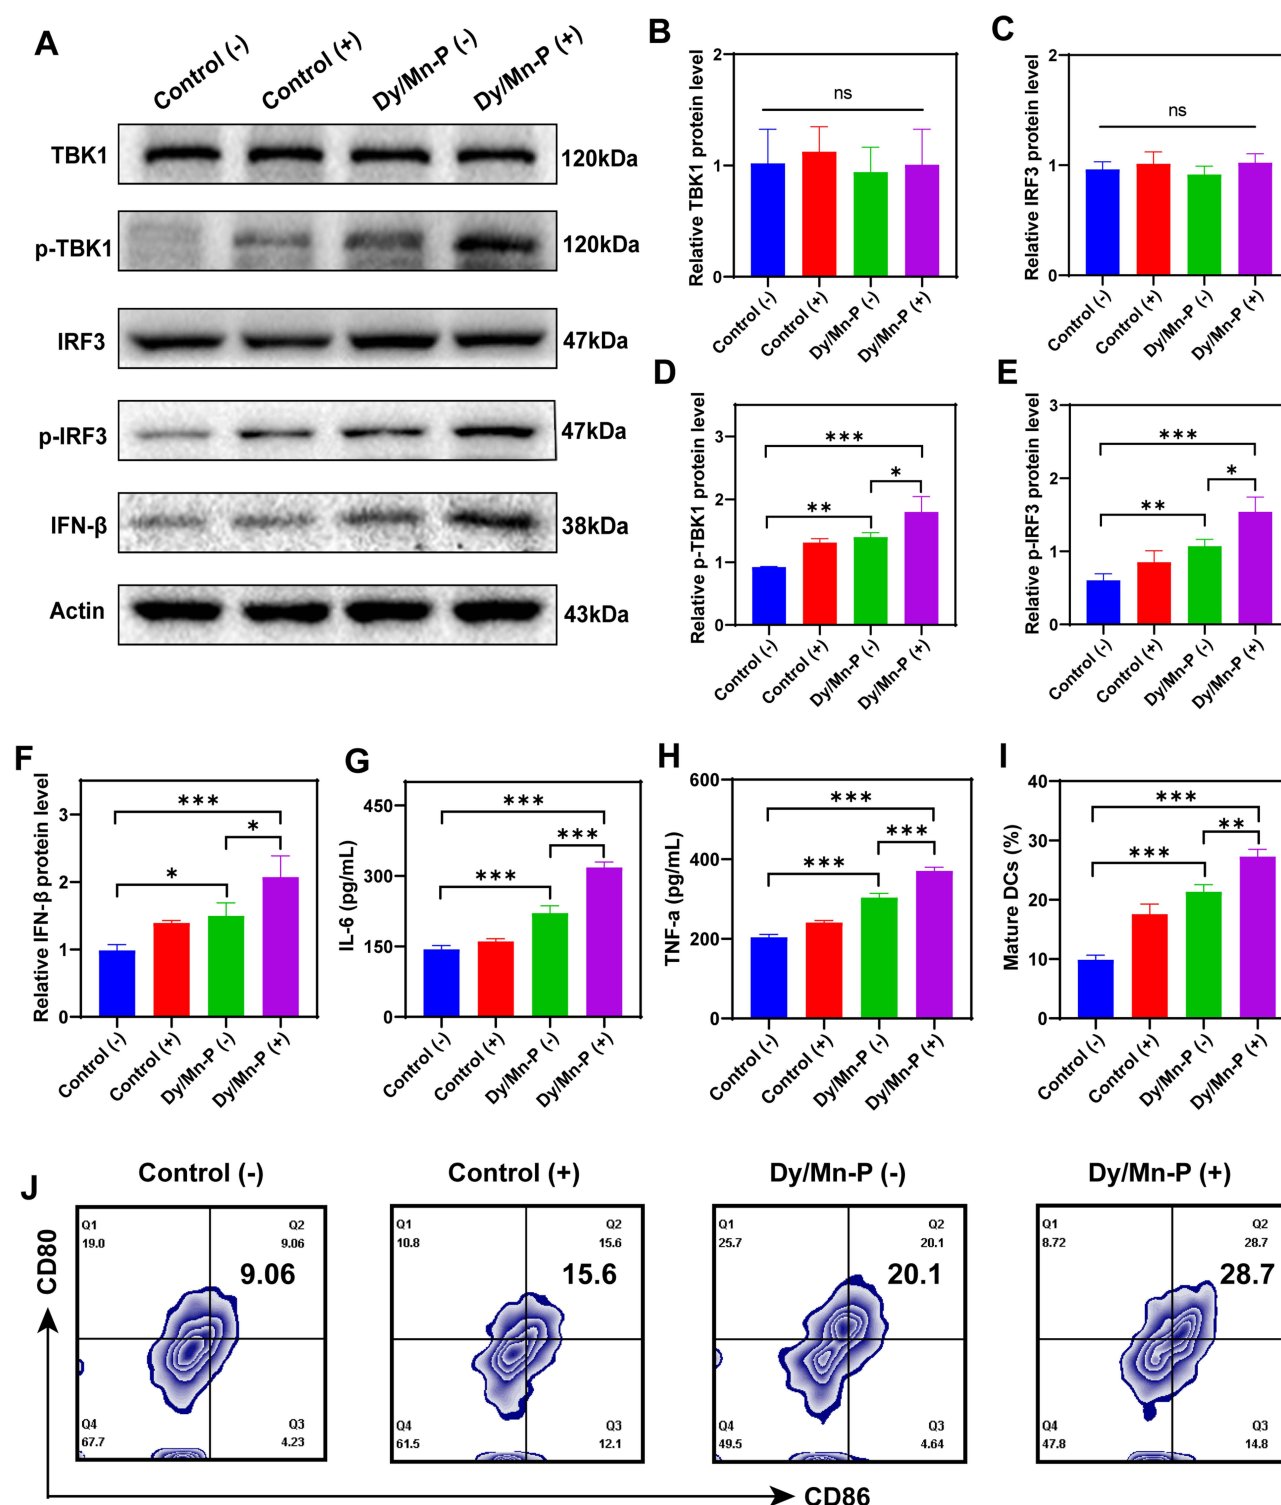 A
Control (-)
Control (+)
Dy/Mn-P (-)
Dy/Mn-P (+)
TBK1
120kDa
p-TBK1
120kDa
IRF3
47kDa
p-IRF3
47kDa
IFN-β
38kDa
Actin
43kDa
B
Relative TBK1 protein level
2
1
0
ns
Control (-)
Control (+)
Dy/Mn-P (-)
Dy/Mn-P (+)
C
Relative IRF3 protein level
2
1
0
ns
Control (-)
Control (+)
Dy/Mn-P (-)
Dy/Mn-P (+)
D
Relative p-TBK1 protein level
3
2
1
0
***
*
**
Control (-)
Control (+)
Dy/Mn-P (-)
Dy/Mn-P (+)
E
Relative p-IRF3 protein level
3
2
1
0
***
*
**
Control (-)
Control (+)
Dy/Mn-P (-)
Dy/Mn-P (+)
F
Relative IFN-β protein level
3
2
1
0
***
*
*
Control (-)
Control (+)
Dy/Mn-P (-)
Dy/Mn-P (+)
G
IL-6 (pg/mL)
450
300
150
0
***
***
***
Control (-)
Control (+)
Dy/Mn-P (-)
Dy/Mn-P (+)
H
TNF-a (pg/mL)
600
400
200
0
***
***
***
Control (-)
Control (+)
Dy/Mn-P (-)
Dy/Mn-P (+)
I
Mature DCs (%)
40
30
20
10
0
***
**
***
Control (-)
Control (+)
Dy/Mn-P (-)
Dy/Mn-P (+)
J
CD80
CD86
Control (-)
Q1
19.0
Q2
9.06
9.06
Q4
67.7
Q3
4.23
Control (+)
Q1
10.8
Q2
15.6
15.6
Q4
61.5
Q3
12.1
Dy/Mn-P (-)
Q1
25.7
Q2
20.1
20.1
Q4
49.5
Q3
4.64
Dy/Mn-P (+)
Q1
8.72
Q2
28.7
28.7
Q4
47.8
Q3
14.8